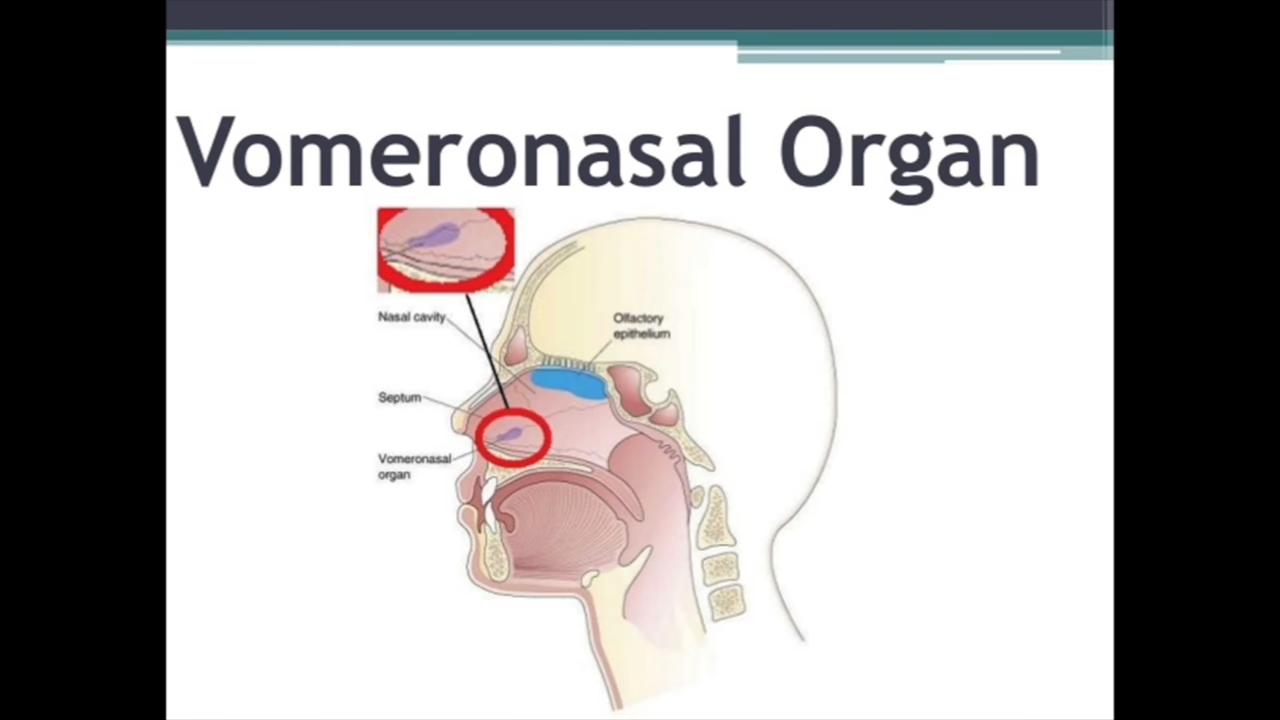 Vomeronasal Organ
Nasal cavity
Olfactory
epithelium
Septum
Vomeronasal
organ